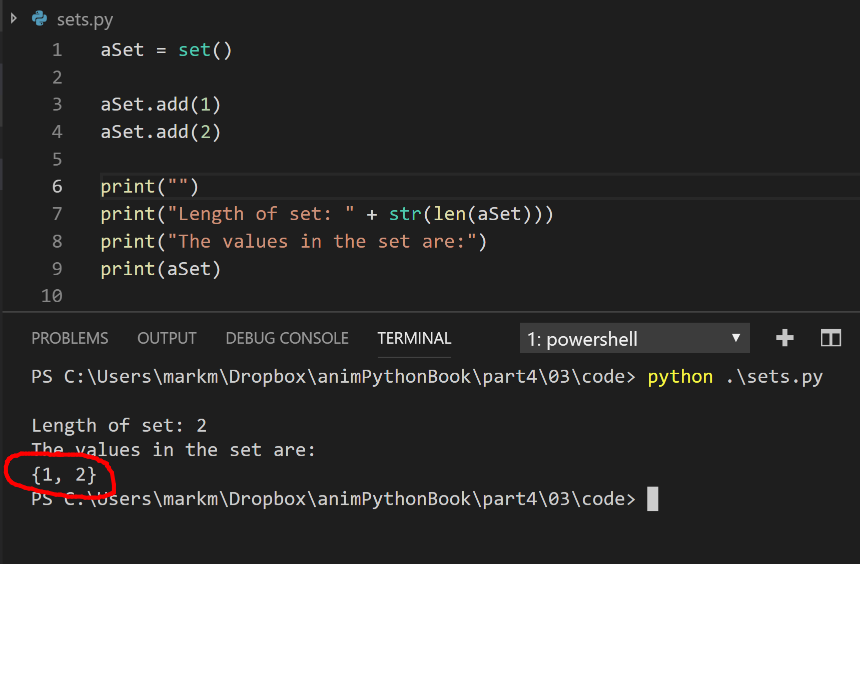 sets.py
1 aSet = set()
2
3 aSet.add(1)
4 aSet.add(2)
5
6 print("")
7 print("Length of set: " + str(len(aSet)))
8 print("The values in the set are:")
9 print(aSet)
10
PROBLEMS OUTPUT DEBUG CONSOLE TERMINAL 1: powershell
PS C:\Users\markm\Dropbox\animPythonBook\part4\03\code> python .\sets.py
Length of set: 2
The values in the set are:
{1, 2}
PS C:\Users\markm\Dropbox\animPythonBook\part4\03\code>